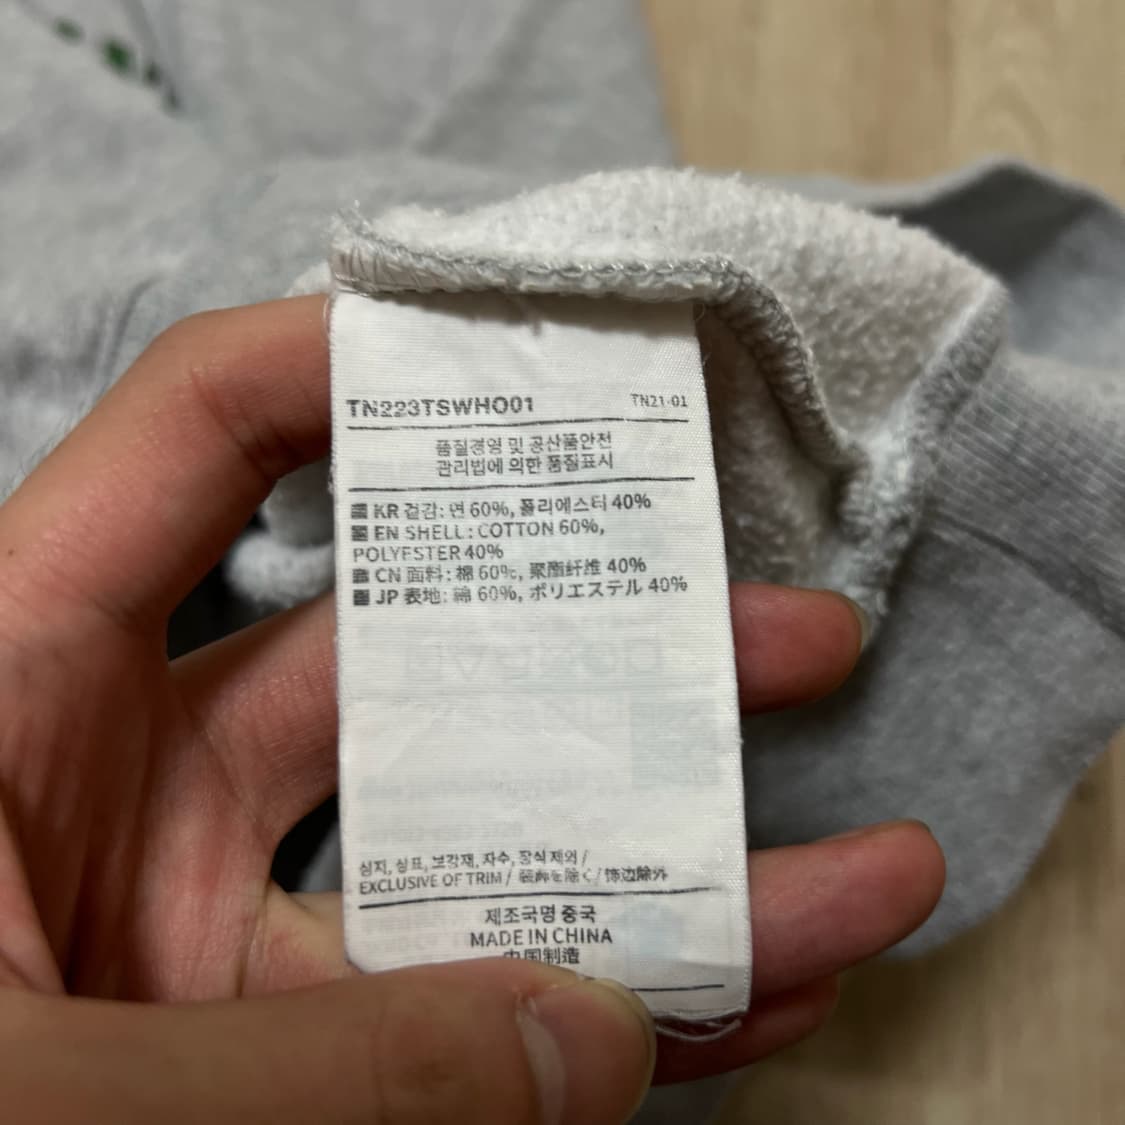 TN223TSWHO01
TN21-01
품질경영 및 공산품안전
관리법에 의한 품질표시
KR 겉감: 면 60%, 폴리에스터 40%
EN SHELL: COTTON 60%,
POLYESTER 40%
CN 面料: 棉 60%, 聚酯纤维 40%
JP 表地: 綿 60%, ポリエステル 40%
심지, 상표, 보강재, 자수, 장식 제외 /
EXCLUSIVE OF TRIM / 装飾を除く / 饰边除外
제조국명 중국
MADE IN CHINA
中国制造